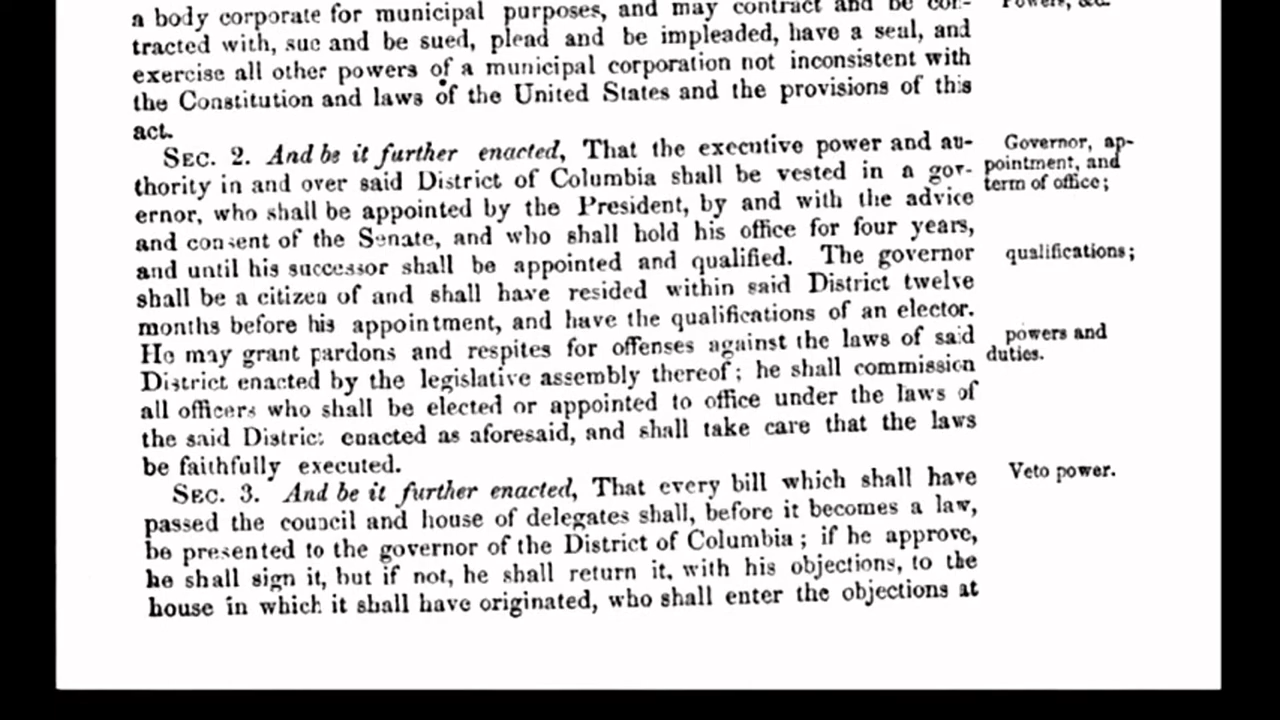 a body corporate for municipal purposes, and may contract and be con-
tracted with, sue and be sued, plead and be impleaded, have a seal, and
exercise all other powers of a municipal corporation not inconsistent with
the Constitution and laws of the United States and the provisions of this
act.
SEC. 2. And be it further enacted, That the executive power and au-
thority in and over said District of Columbia shall be vested in a gov-
ernor, who shall be appointed by the President, by and with the advice
and consent of the Senate, and who shall hold his office for four years,
and until his successor shall be appointed and qualified. The governor
shall be a citizen of and shall have resided within said District twelve
months before his appointment, and have the qualifications of an elector.
He may grant pardons and respites for offenses against the laws of said
District enacted by the legislative assembly thereof; he shall commission
all officers who shall be elected or appointed to office under the laws of
the said District enacted as aforesaid, and shall take care that the laws
be faithfully executed.
SEC. 3. And be it further enacted, That every bill which shall have
passed the council and house of delegates shall, before it becomes a law,
be presented to the governor of the District of Columbia; if he approve,
he shall sign it, but if not, he shall return it, with his objections, to the
house in which it shall have originated, who shall enter the objections at
Powers, &c.
Governor, ap-
pointment, and
term of office;
qualifications;
powers and
duties.
Veto power.